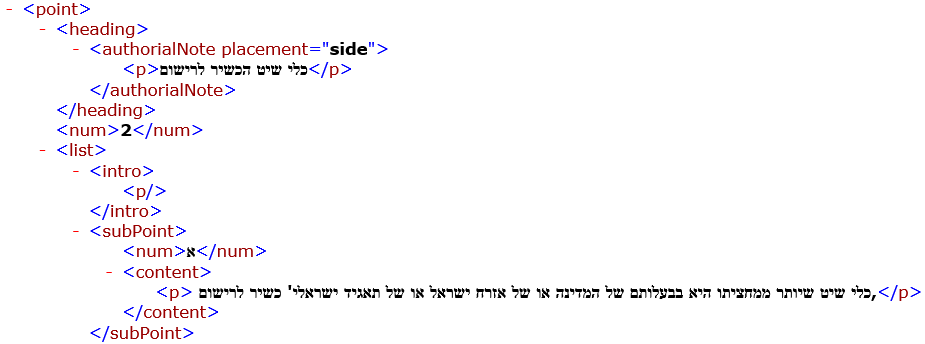 - <point>
- <heading>
- <authorialNote placement="side">
<p>כלי שיט הכשיר לרישום</p>
</authorialNote>
</heading>
<num>2</num>
- <list>
- <intro>
<p/>
</intro>
- <subPoint>
<num>א</num>
- <content>
<p> כלי שיט שיותר ממחציתו היא בבעלותם של המדינה או של אזרח ישראל או של תאגיד ישראלי' כשיר לרישום,</p>
</content>
</subPoint>